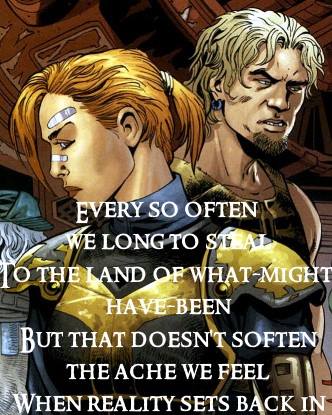 Every so often
we long to steal
To the land of what-might
have-been
But that doesn't soften
the ache we feel
When reality sets back in